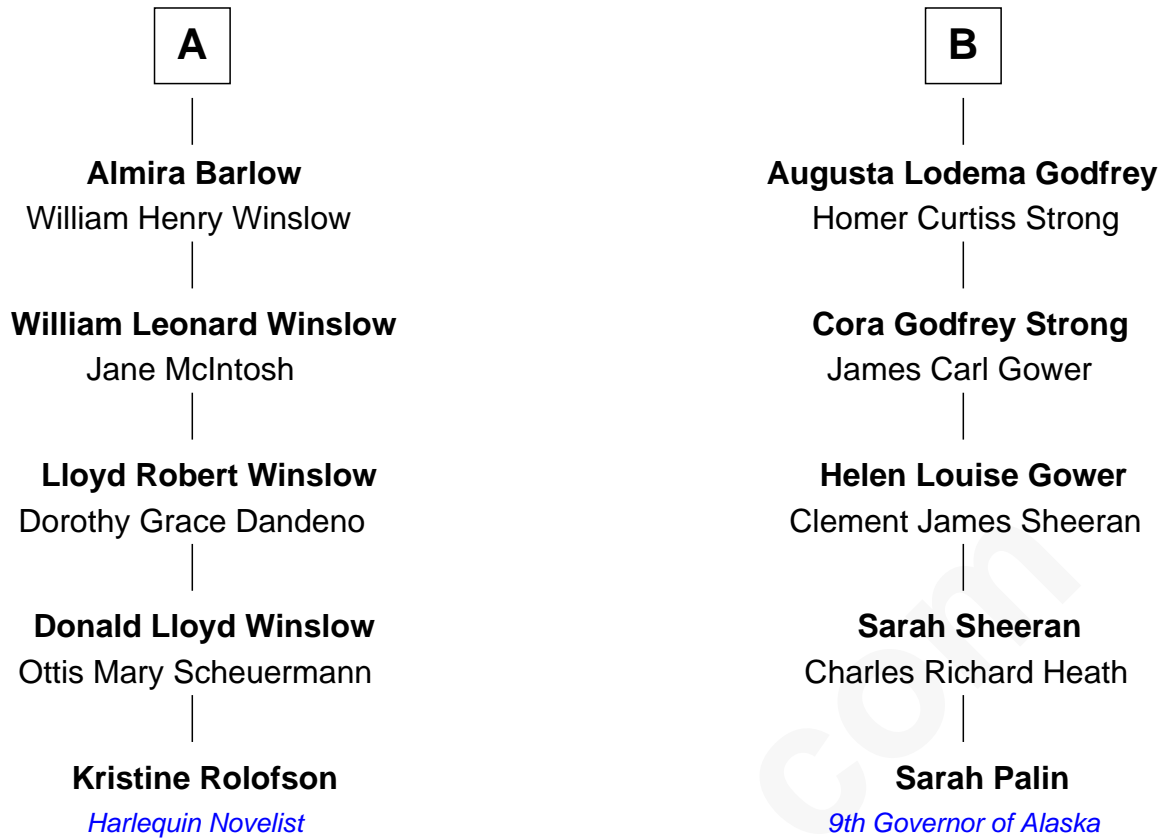 A
Almira Barlow
William Henry Winslow
William Leonard Winslow
Jane McIntosh
Lloyd Robert Winslow
Dorothy Grace Dandeno
Donald Lloyd Winslow
Ottis Mary Scheuermann
Kristine Rolofson
Harlequin Novelist
B
Augusta Lodema Godfrey
Homer Curtiss Strong
Cora Godfrey Strong
James Carl Gower
Helen Louise Gower
Clement James Sheeran
Sarah Sheeran
Charles Richard Heath
Sarah Palin
9th Governor of Alaska
com